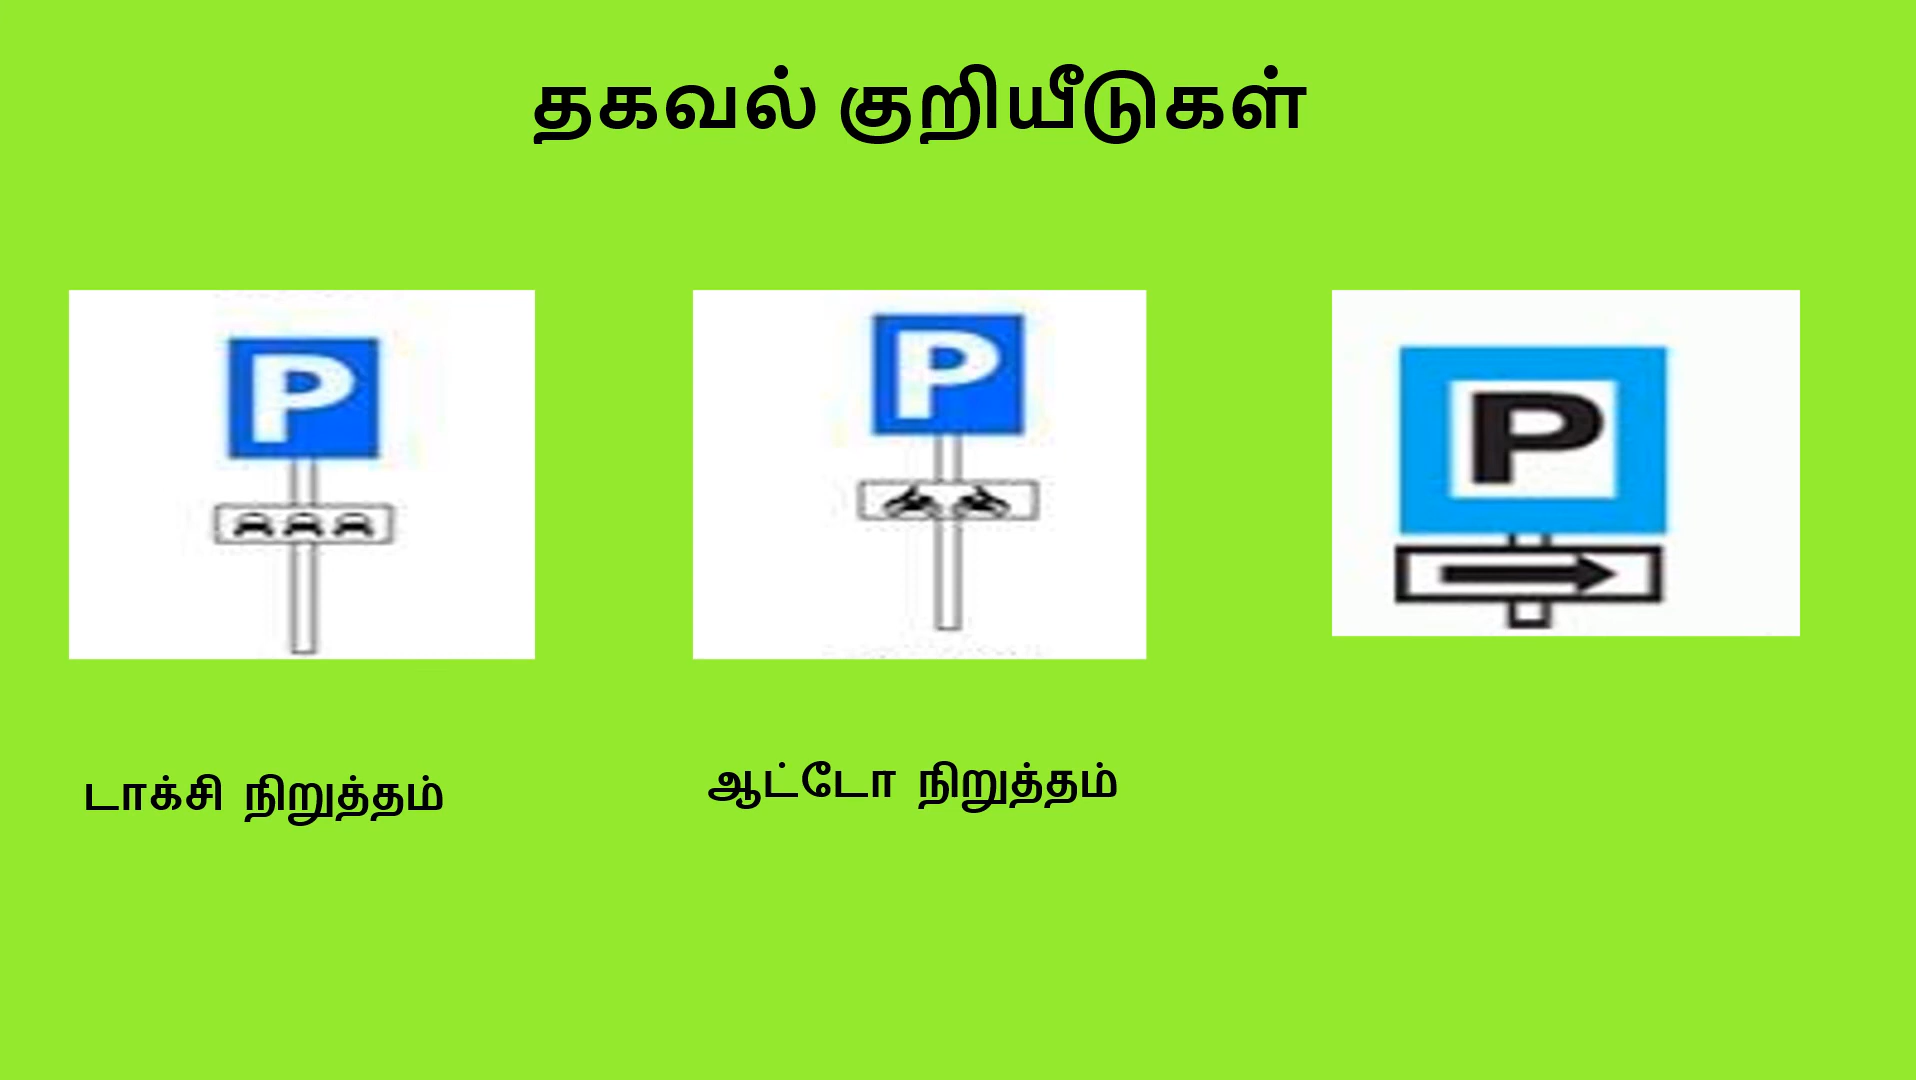 தகவல் குறியீடுகள்
P
P
P
டாக்சி நிறுத்தம்
ஆட்டோ நிறுத்தம்